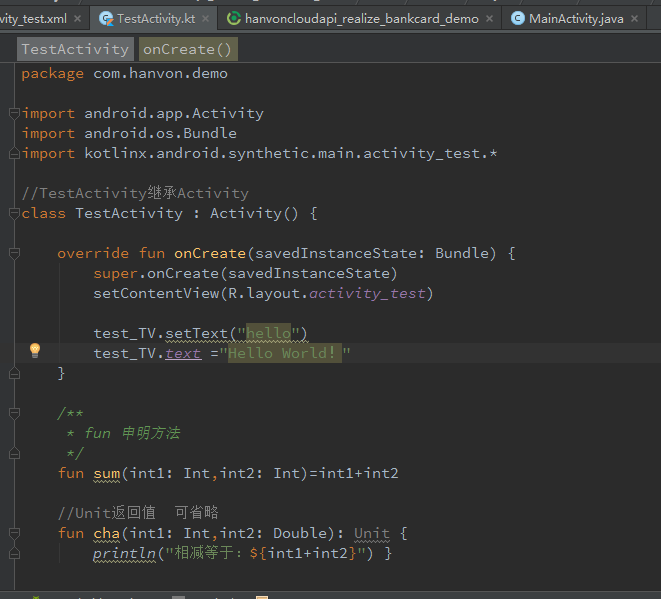 vity_test.xml × TestActivity.kt × hanvoncloudapi_realize_bankcard_demo × MainActivity.java ×
TestActivity onCreate()
package com.hanvon.demo
import android.app.Activity
import android.os.Bundle
import kotlinx.android.synthetic.main.activity_test.*
//TestActivity继承Activity
class TestActivity : Activity() {
override fun onCreate(savedInstanceState: Bundle) {
super.onCreate(savedInstanceState)
setContentView(R.layout.activity_test)
test_TV.setText("hello")
test_TV.text ="Hello World!"
}
/**
* fun 申明方法
*/
fun sum(int1: Int,int2: Int)=int1+int2
//Unit返回值 可省略
fun cha(int1: Int,int2: Double): Unit {
println("相减等于：${int1+int2}") }